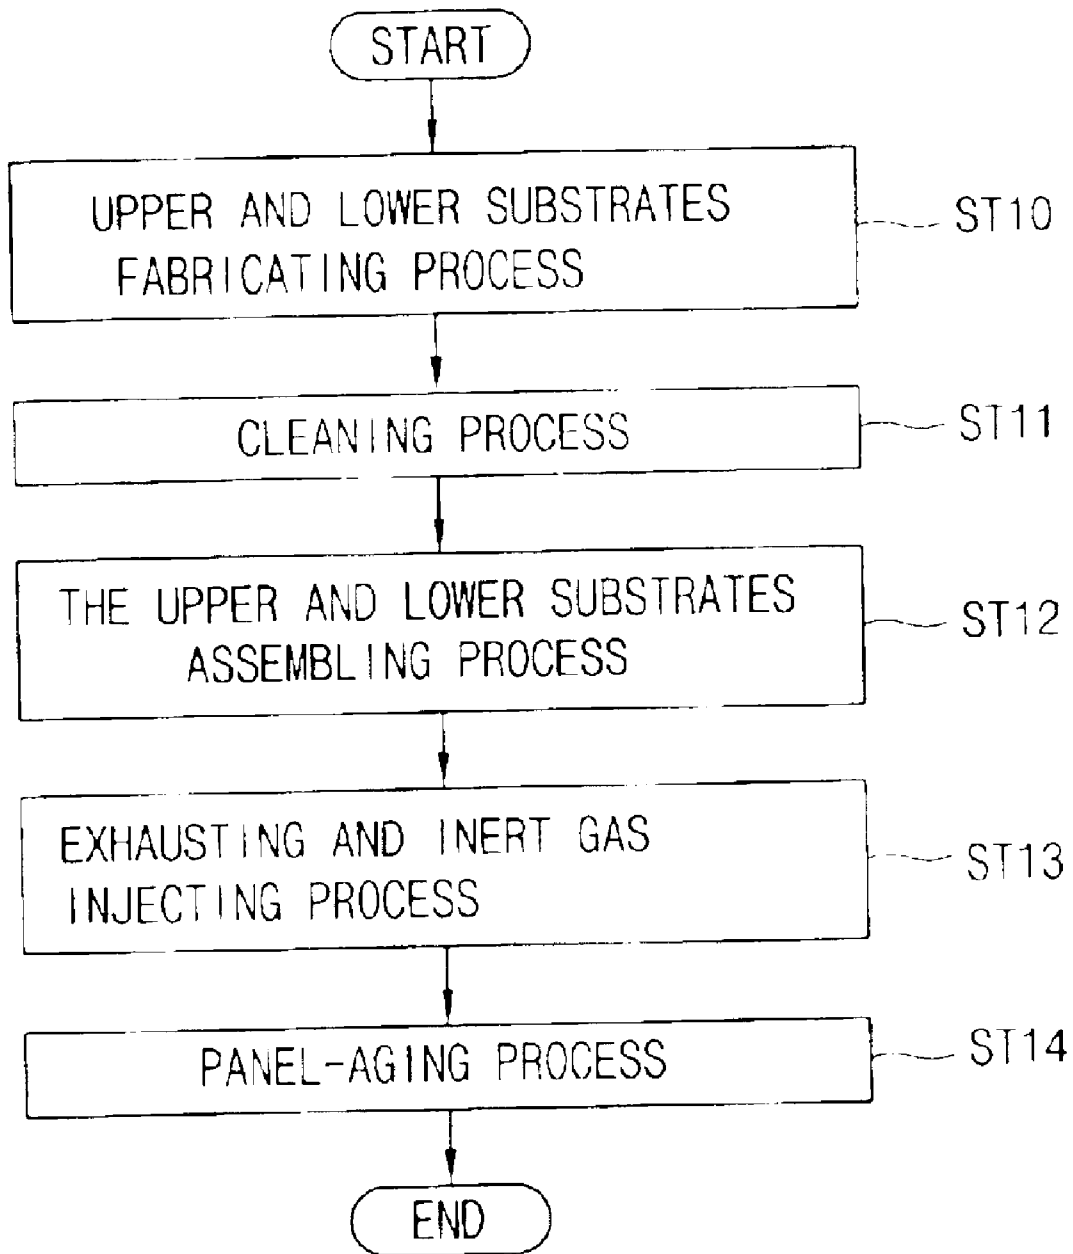 START
UPPER AND LOWER SUBSTRATES
FABRICATING PROCESS
ST10
CLEANING PROCESS
ST11
THE UPPER AND LOWER SUBSTRATES
ASSEMBLING PROCESS
ST12
EXHAUSTING AND INERT GAS
INJECTING PROCESS
ST13
PANEL-AGING PROCESS
ST14
END